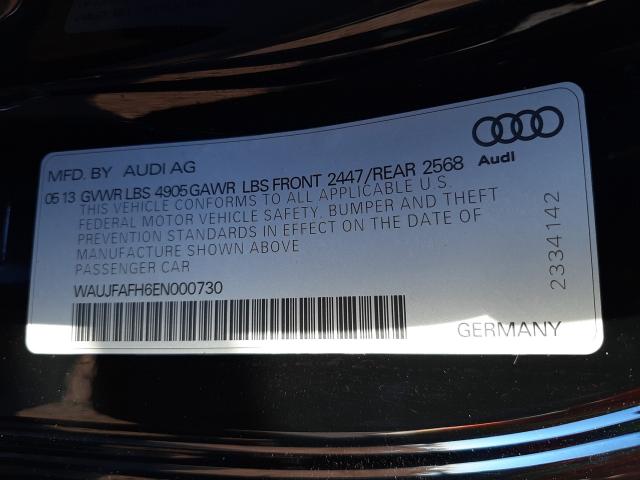 MFD. BY AUDI AG
05 13 GVWR LBS 4905 GAWR LBS FRONT 2447/REAR 2568
THIS VEHICLE CONFORMS TO ALL APPLICABLE U.S.
FEDERAL MOTOR VEHICLE SAFETY, BUMPER AND THEFT
PREVENTION STANDARDS IN EFFECT ON THE DATE OF
MANUFACTURE SHOWN ABOVE
PASSENGER CAR
WAUJFAFH6EN000730
Audi
2334142
GERMANY